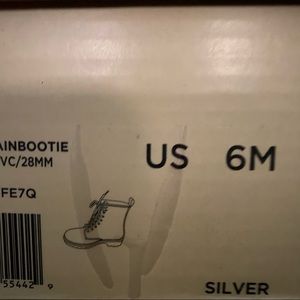 AINBOOTIE
VC/28MM
US 6M
FE7Q
55442 9
SILVER